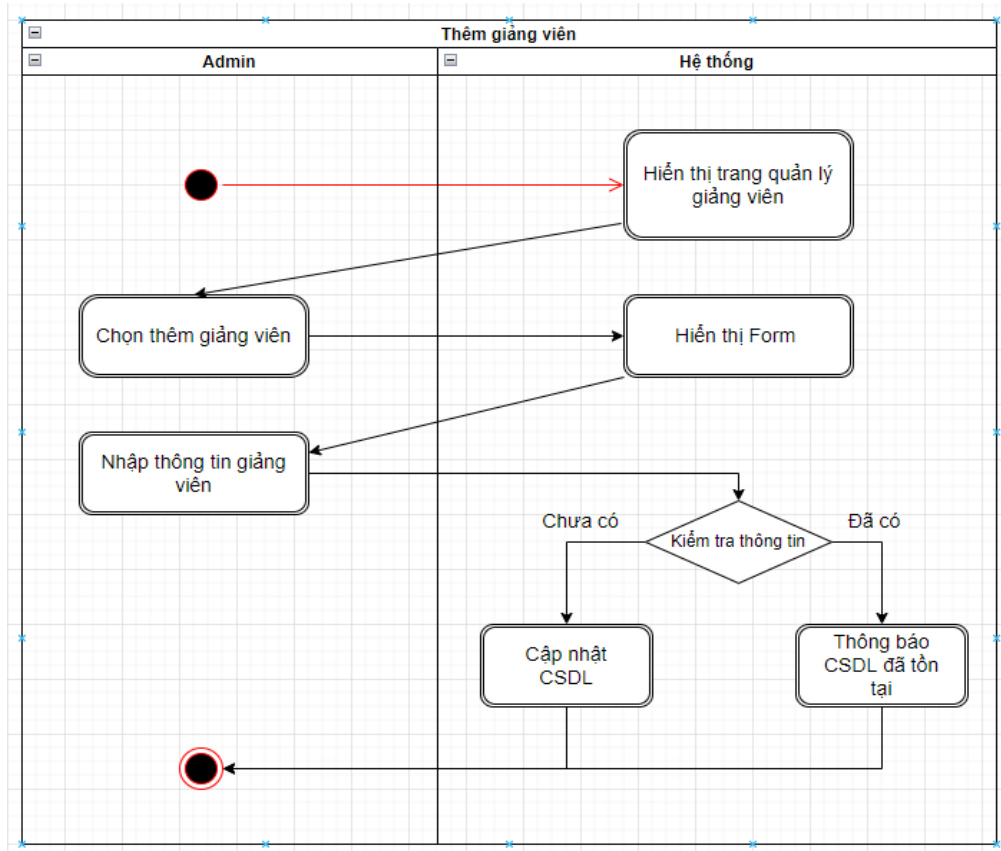 Thêm giảng viên
Admin
Hệ thống
Hiển thị trang quản lý
giảng viên
Chọn thêm giảng viên
Hiển thị Form
Nhập thông tin giảng
viên
Chưa có
Kiểm tra thông tin
Đã có
Cập nhật
CSDL
Thông báo
CSDL đã tồn
tại